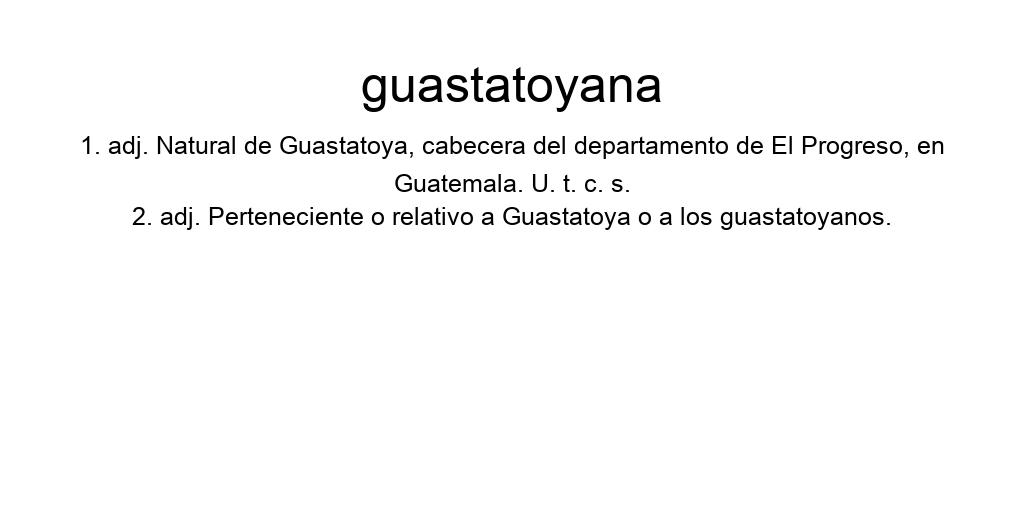 guastatoyana
1. adj. Natural de Guastatoya, cabecera del departamento de El Progreso, en
Guatemala. U. t. c. s.
2. adj. Perteneciente o relativo a Guastatoya o a los guastatoyanos.